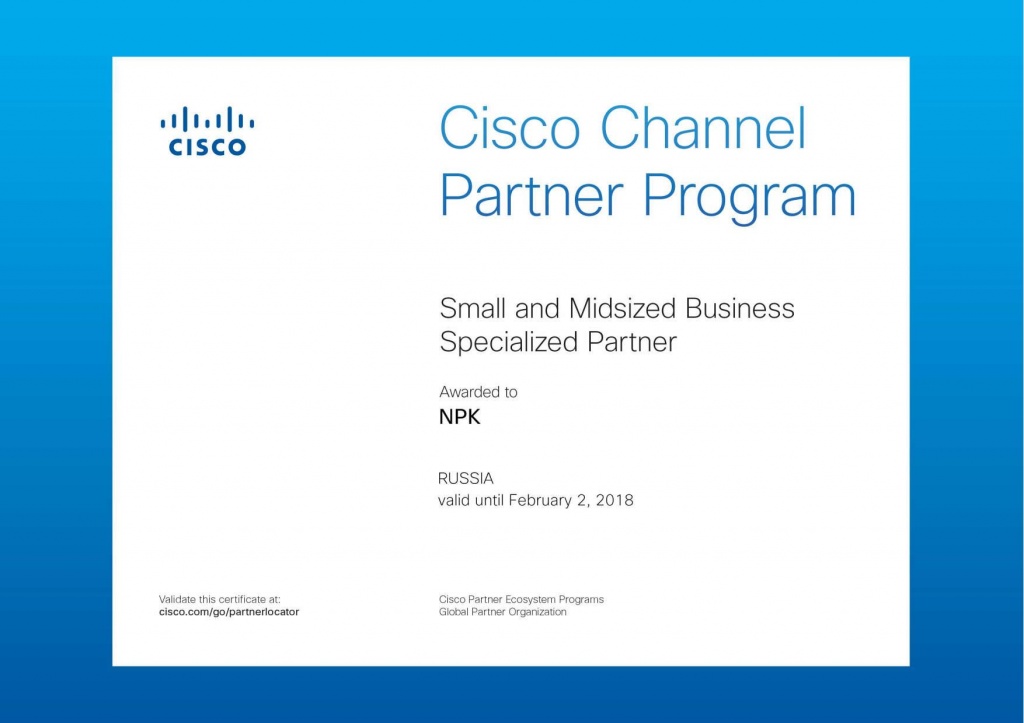 CISCO
Cisco Channel
Partner Program
Small and Midsized Business
Specialized Partner
Awarded to
NPK
RUSSIA
valid until February 2, 2018
Validate this certificate at:
cisco.com/go/partnerlocator
Cisco Partner Ecosystem Programs
Global Partner Organization